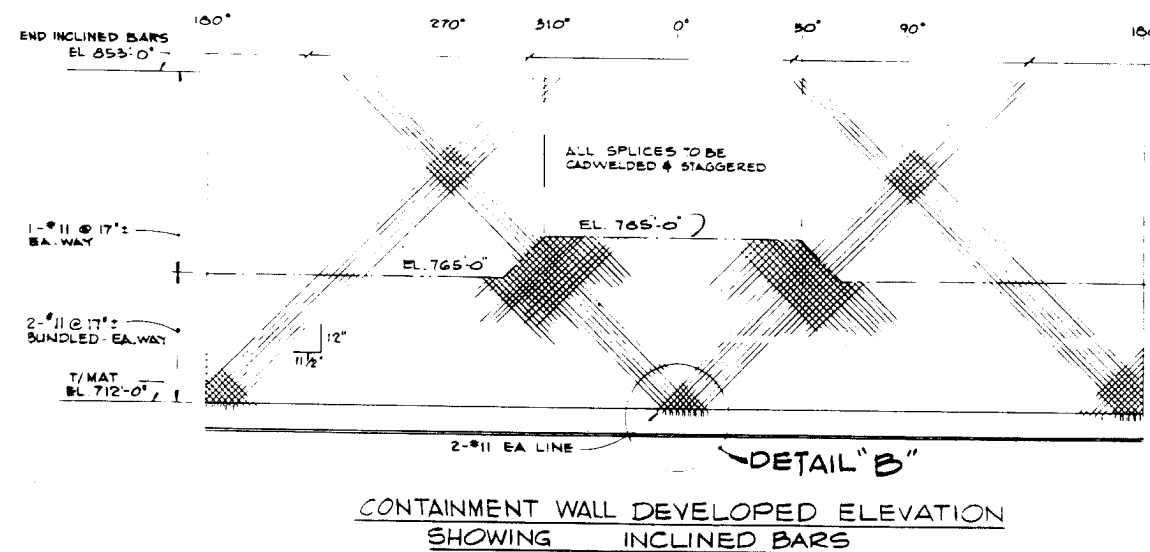 180° 270° 310° 0° 50° 90° 180
END INCLINED BARS
EL 853'-0"
ALL SPLICES TO BE
CADWELDED & STAGGERED
1-#11 @ 17"±
EA. WAY
EL. 785'-0"
EL. 765'-0"
2-#11 @ 17"±
BUNDLED-EA.WAY
12"
11½"
T/MAT
EL. 712'-0"
2-#11 EA LINE
DETAIL "B"
CONTAINMENT WALL DEVELOPED ELEVATION
SHOWING INCLINED BARS